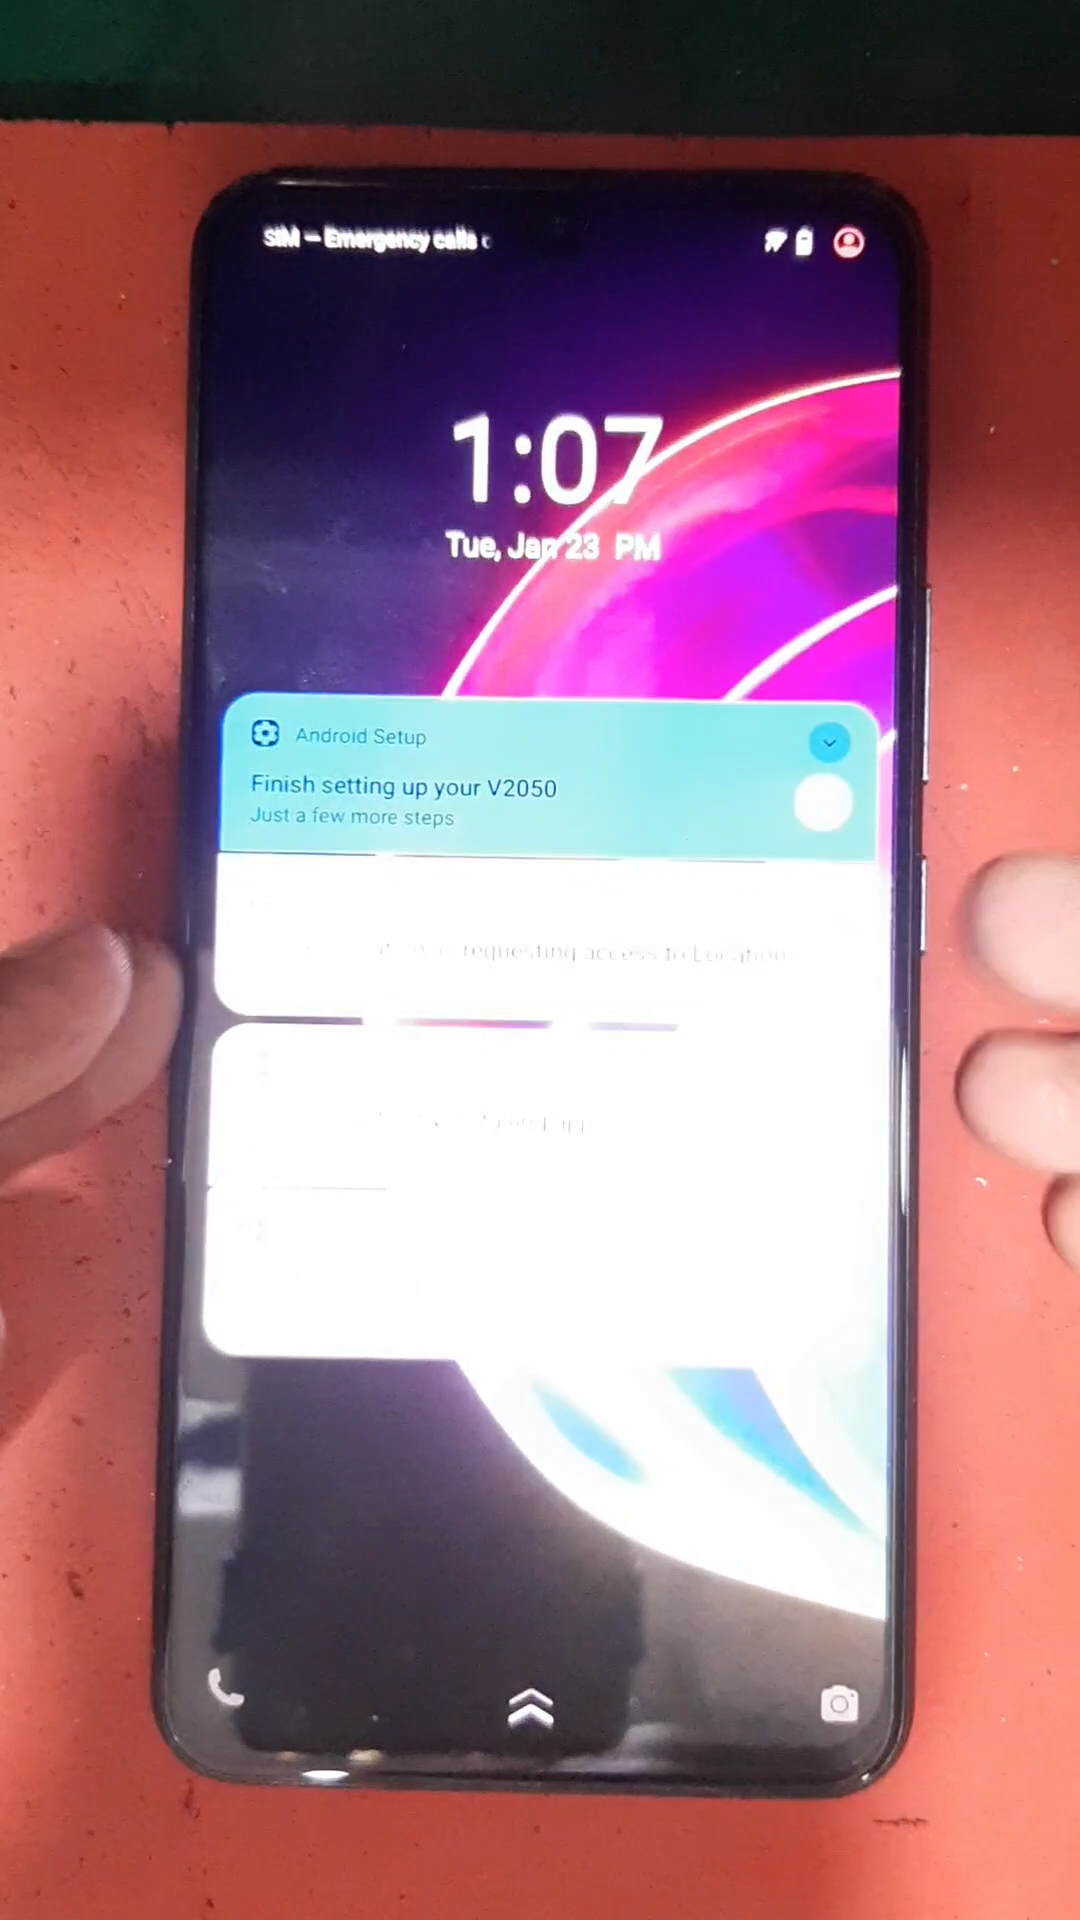 SIM — Emergency calls
1:07
Tue, Jan 23 PM
Android Setup
Finish setting up your V2050
Just a few more steps
requesting access to Location
app